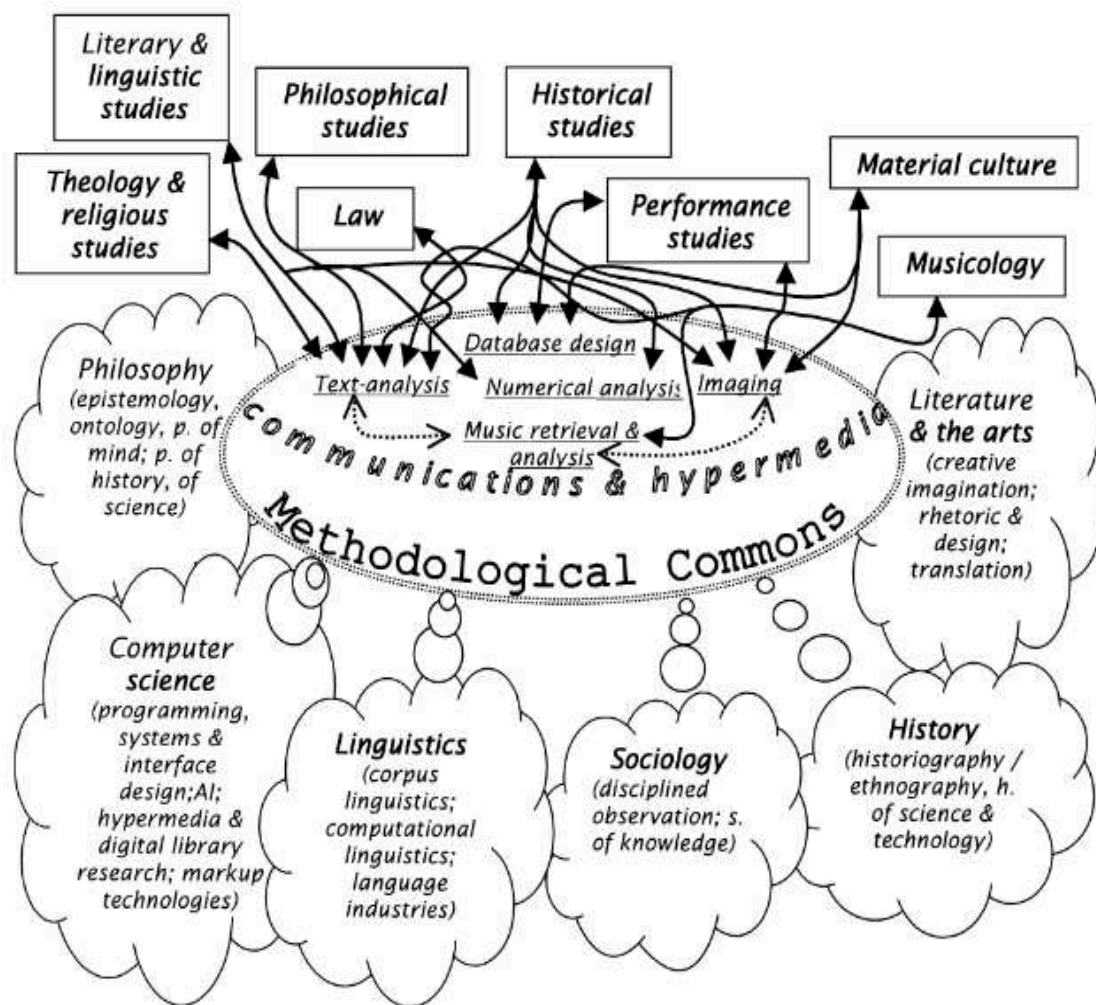 Literary &
linguistic
studies
Philosophical
studies
Historical
studies
Material culture
Theology &
religious
studies
Law
Performance
studies
Musicology
Database design
Text-analysis
Numerical analysis
Imaging
Music retrieval &
analysis
communications & hypermedia
Methodological Commons
Philosophy
(epistemology,
ontology, p. of
mind; p. of
history, of
science)
Literature
& the arts
(creative
imagination;
rhetoric &
design;
translation)
Computer
science
(programming,
systems &
interface
design;AI;
hypermedia &
digital library
research; markup
technologies)
Linguistics
(corpus
linguistics;
computational
linguistics;
language
industries)
Sociology
(disciplined
observation; s.
of knowledge)
History
(historiography /
ethnography, h.
of science &
technology)